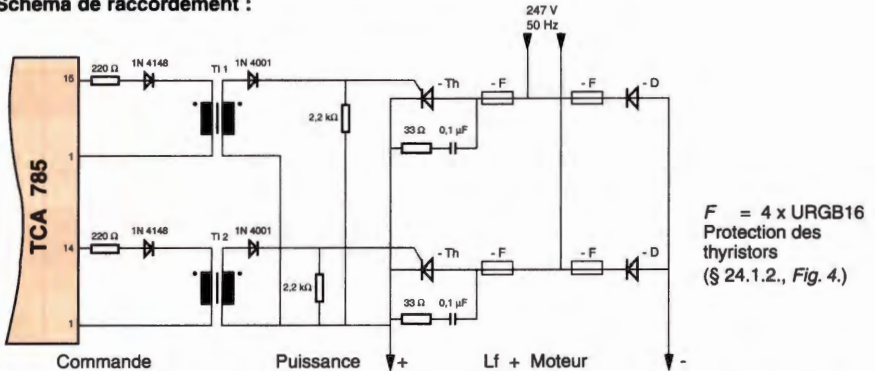 Schéma de raccordement :
247 V
50 Hz
220 Ω
1N 4148
TI 1
1N 4001
- Th
- F
- F
- D
15
2,2 kΩ
33 Ω
0,1 µF
1
TCA 785
220 Ω
1N 4148
TI 2
1N 4001
- Th
- F
- F
- D
14
2,2 kΩ
33 Ω
0,1 µF
1
F = 4 x URGB16
Protection des
thyristors
(§ 24.1.2., Fig. 4.)
Commande
Puissance
+
Lf + Moteur
-